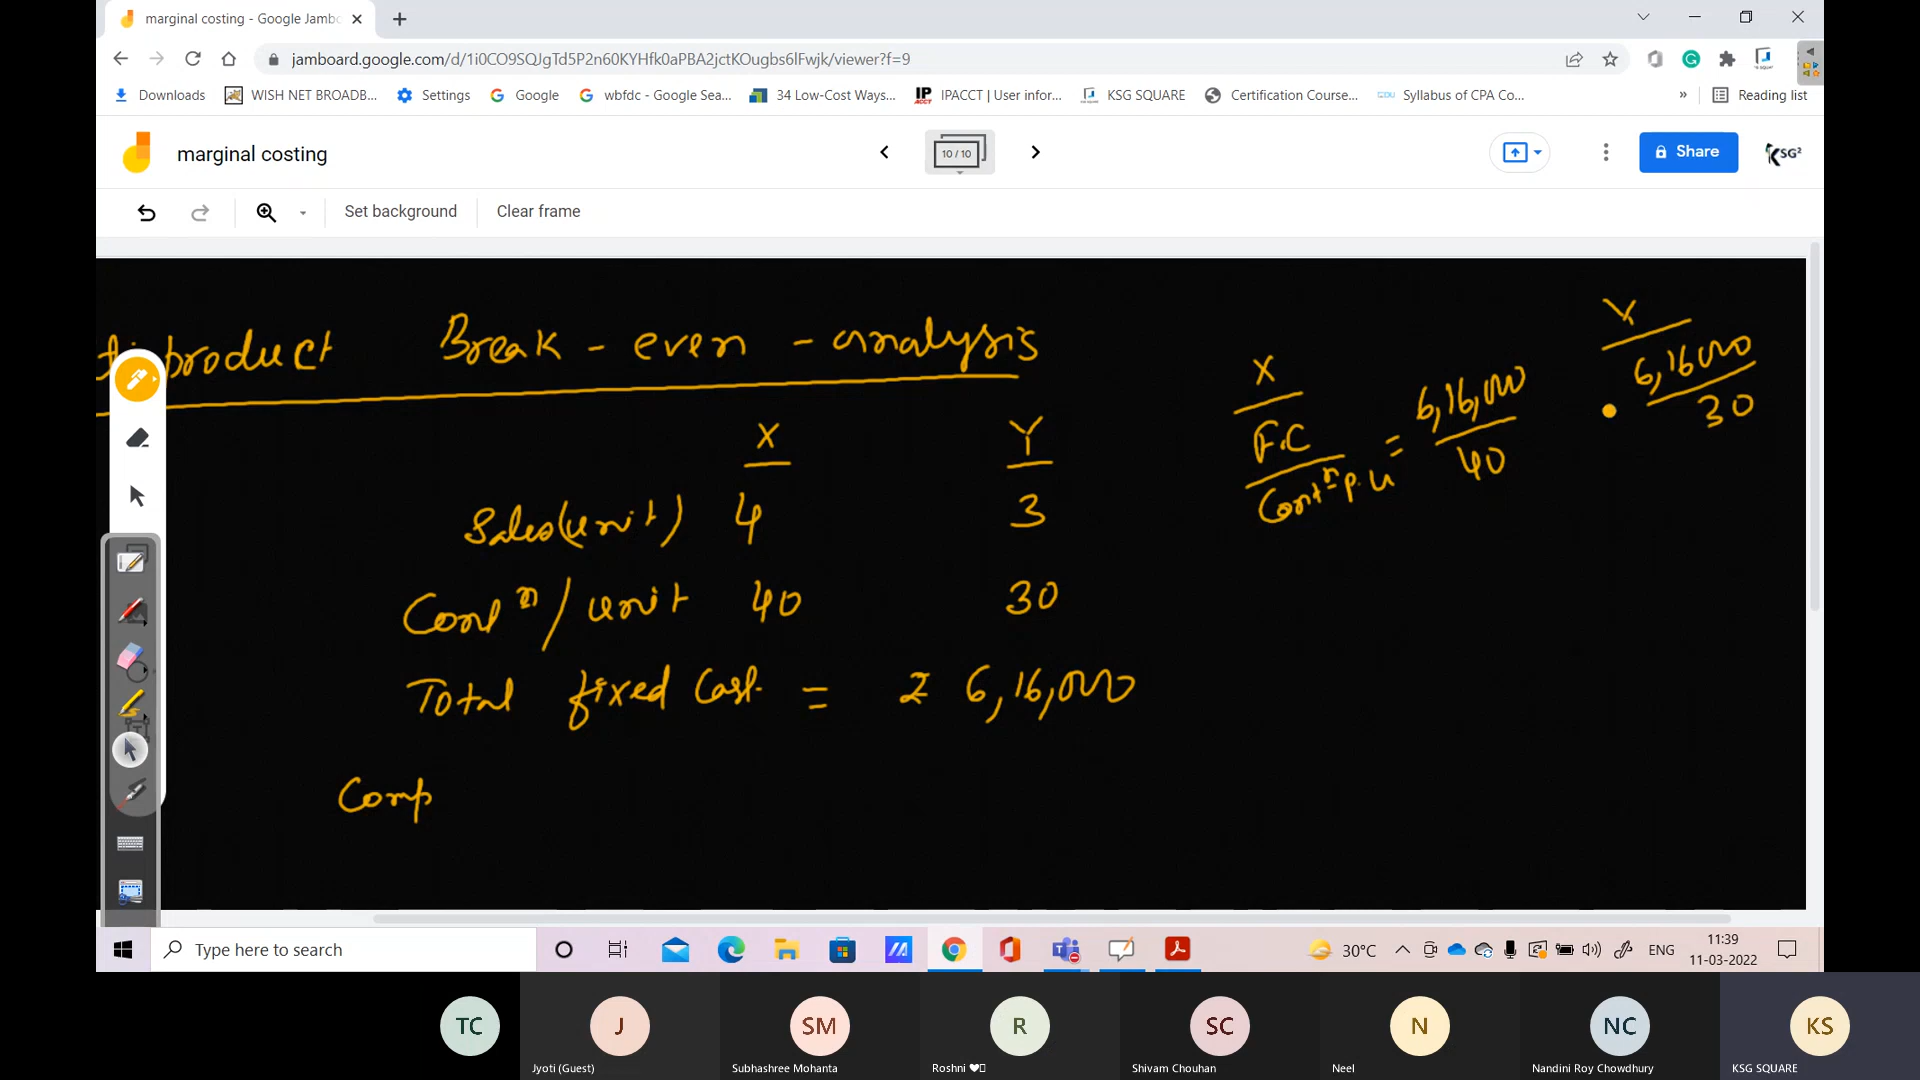 marginal costing - Google Jambo
jamboard.google.com/d/1i0CO9SQJgTd5P2n60KYHfk0aPBA2jctKOugbs6lFwjk/viewer?f=9
Downloads WISH NET BROADB... Settings Google wbfdc - Google Sea... 34 Low-Cost Ways... IPACCT | User infor... KSG SQUARE Certification Course... Syllabus of CPA Co... » Reading list
marginal costing
10 / 10
Share
KSG²
Set background Clear frame
product Break - even - analysis
X Y
Sales(unit) 4 3
Contⁿ/unit 40 30
Total fixed Cost = ₹ 6,16,000
Comp
X
F.C
Contⁿ p.u
= 6,16,000
40
Y
6,16000
30
Type here to search
30°C
ENG
11:39
11-03-2022
TC J SM R SC N NC KS
Jyoti (Guest) Subhashree Mohanta Roshni ❤ Shivam Chouhan Neel Nandini Roy Chowdhury KSG SQUARE